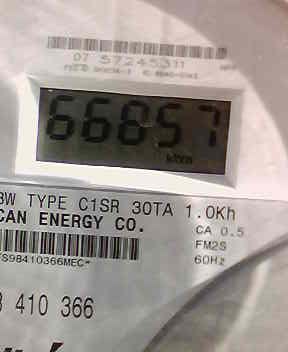 07 57245311
66857
kWh
3W TYPE C1SR 30TA 1.0Kh
CAN ENERGY CO.
CA 0.5
FM2S
60Hz
S98410366MEC*
410 366